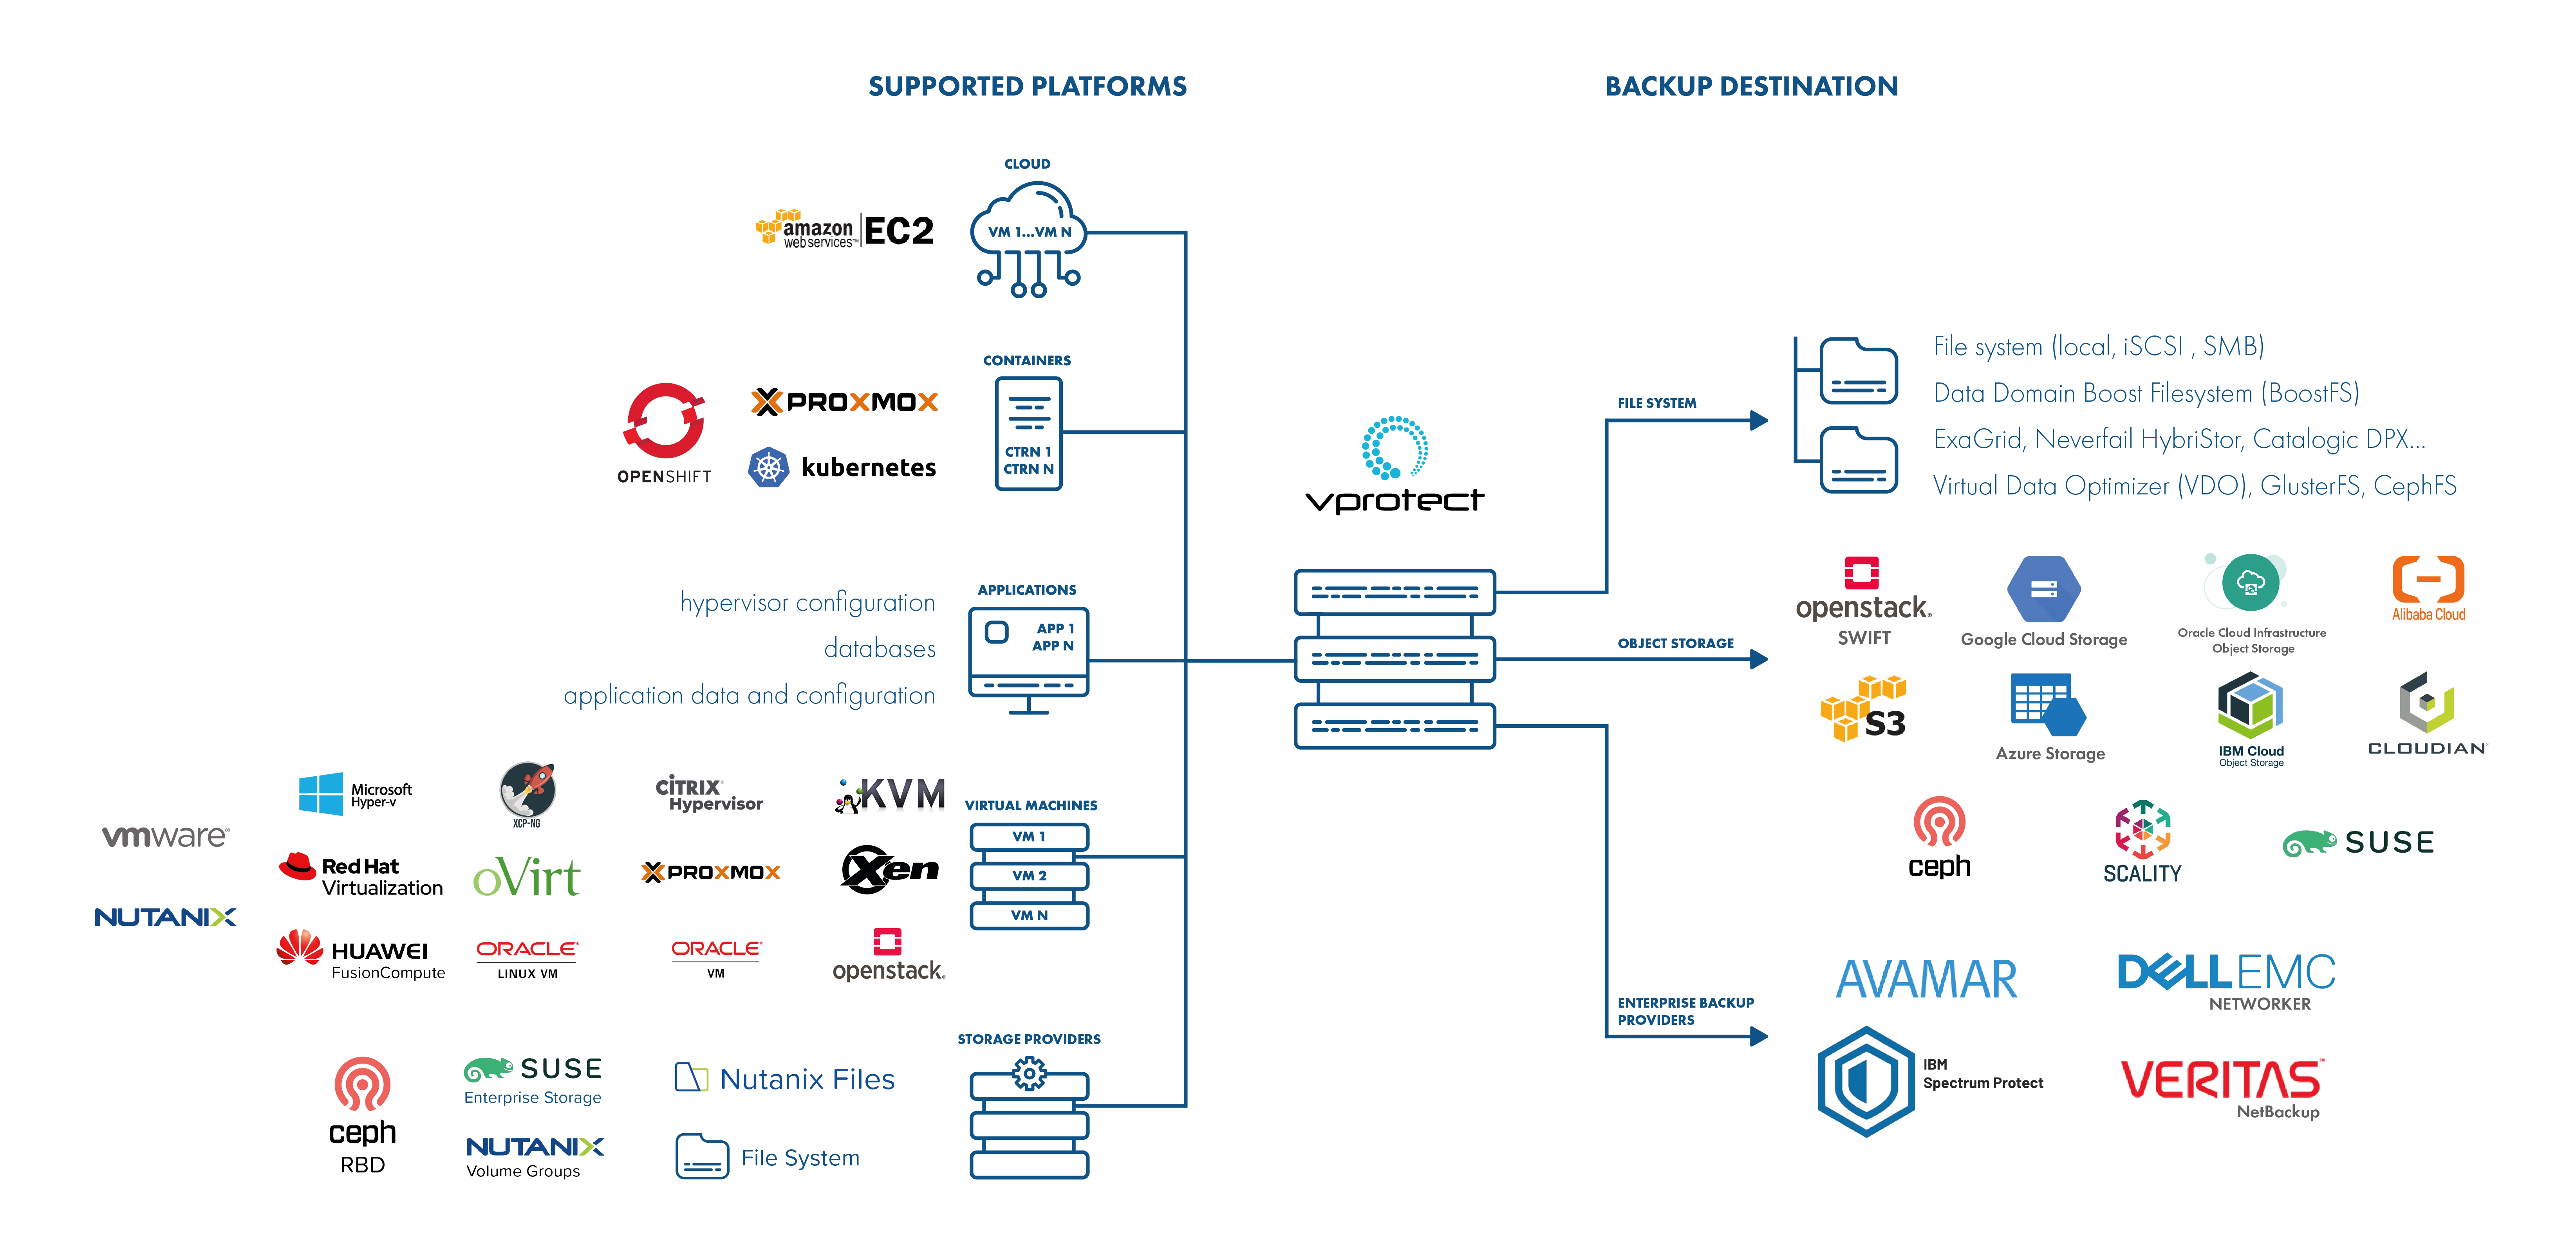 SUPPORTED PLATFORMS
BACKUP DESTINATION
CLOUD
amazon
web services™
EC2
VM 1...VM N
CONTAINERS
OPENSHIFT
PROXMOX
kubernetes
CTRN 1
CTRN N
APPLICATIONS
hypervisor configuration
databases
application data and configuration
APP 1
APP N
Microsoft
Hyper-v
XCP-NG
CITRIX®
Hypervisor
KVM
vmware®
Red Hat
Virtualization
oVirt
PROXMOX
Xen
NUTANIX
HUAWEI
FusionCompute
ORACLE®
LINUX VM
ORACLE®
VM
openstack®
VIRTUAL MACHINES
VM 1
VM 2
VM N
STORAGE PROVIDERS
ceph
RBD
SUSE
Enterprise Storage
NUTANIX
Volume Groups
Nutanix Files
File System
vprotect
FILE SYSTEM
File system (local, iSCSI , SMB)
Data Domain Boost Filesystem (BoostFS)
ExaGrid, Neverfail HybriStor, Catalogic DPX...
Virtual Data Optimizer (VDO), GlusterFS, CephFS
OBJECT STORAGE
openstack®
SWIFT
Google Cloud Storage
Oracle Cloud Infrastructure
Object Storage
Alibaba Cloud
S3
Azure Storage
IBM Cloud
Object Storage
CLOUDIAN®
ceph
SCALITY
SUSE
ENTERPRISE BACKUP
PROVIDERS
AVAMAR
DELLEMC
NETWORKER
IBM
Spectrum Protect
VERITAS™
NetBackup